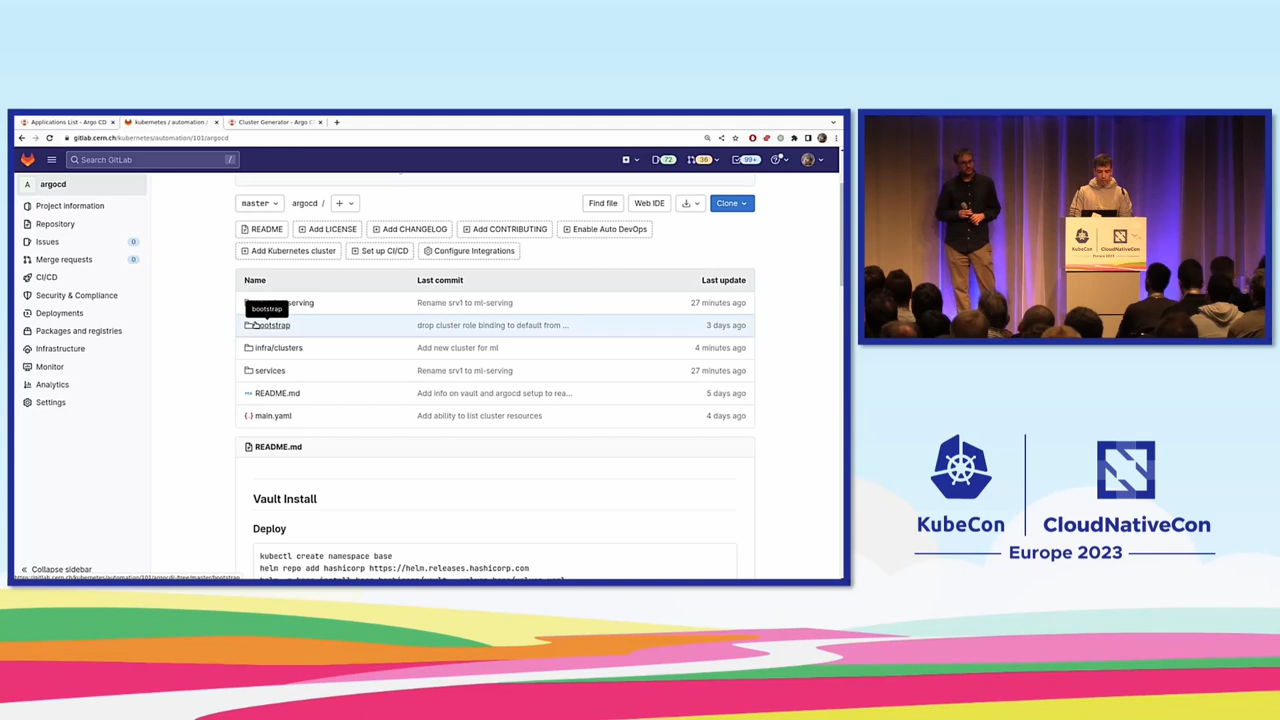 Applications List - Argo CD
kubernetes / automation /
Cluster Generator - Argo C
gitlab.cern.ch/kubernetes/automation/101/argocd
Search GitLab
/
72
36
99+
A argocd
Project information
Repository
Issues 0
Merge requests 0
CI/CD
Security & Compliance
Deployments
Packages and registries
Infrastructure
Monitor
Analytics
Settings
Collapse sidebar
master
argocd /
Find file
Web IDE
Clone
README
Add LICENSE
Add CHANGELOG
Add CONTRIBUTING
Enable Auto DevOps
Add Kubernetes cluster
Set up CI/CD
Configure Integrations
Name Last commit Last update
serving Rename srv1 to ml-serving 27 minutes ago
bootstrap
bootstrap drop cluster role binding to default from ... 3 days ago
infra/clusters Add new cluster for ml 4 minutes ago
services Rename srv1 to ml-serving 27 minutes ago
README.md Add info on vault and argocd setup to rea... 5 days ago
main.yaml Add ability to list cluster resources 4 days ago
README.md
Vault Install
Deploy
kubectl create namespace base
helm repo add hashicorp https://helm.releases.hashicorp.com
KubeCon
CloudNativeCon
Europe 2023
KubeCon
CloudNativeCon
Europe 2023